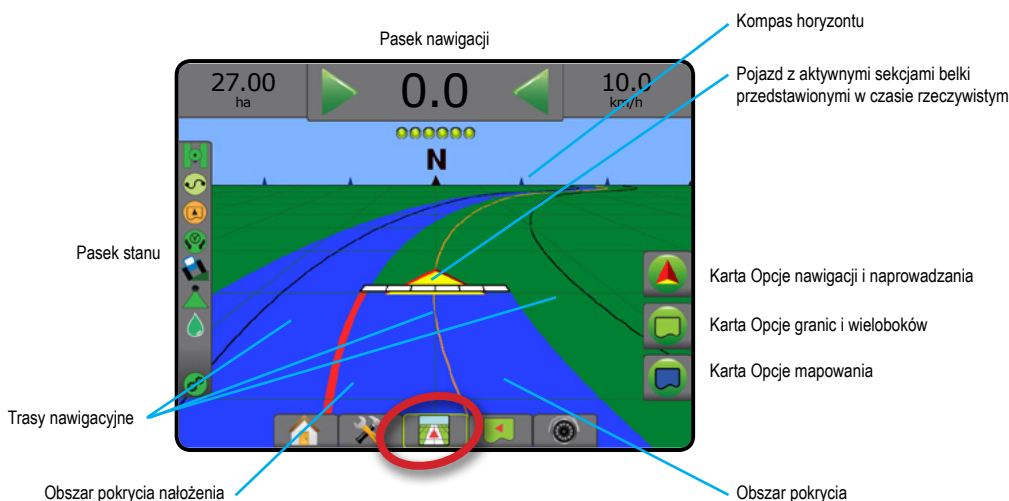 Kompas horyzontu
Pasek nawigacji
Pojazd z aktywnymi sekcjami belki
przedstawionymi w czasie rzeczywistym
27.00
ha
0.0
10.0
km/h
N
Pasek stanu
Karta Opcje nawigacji i naprowadzania
Karta Opcje granic i wieloboków
Karta Opcje mapowania
Trasy nawigacyjne
Obszar pokrycia nałożenia
Obszar pokrycia